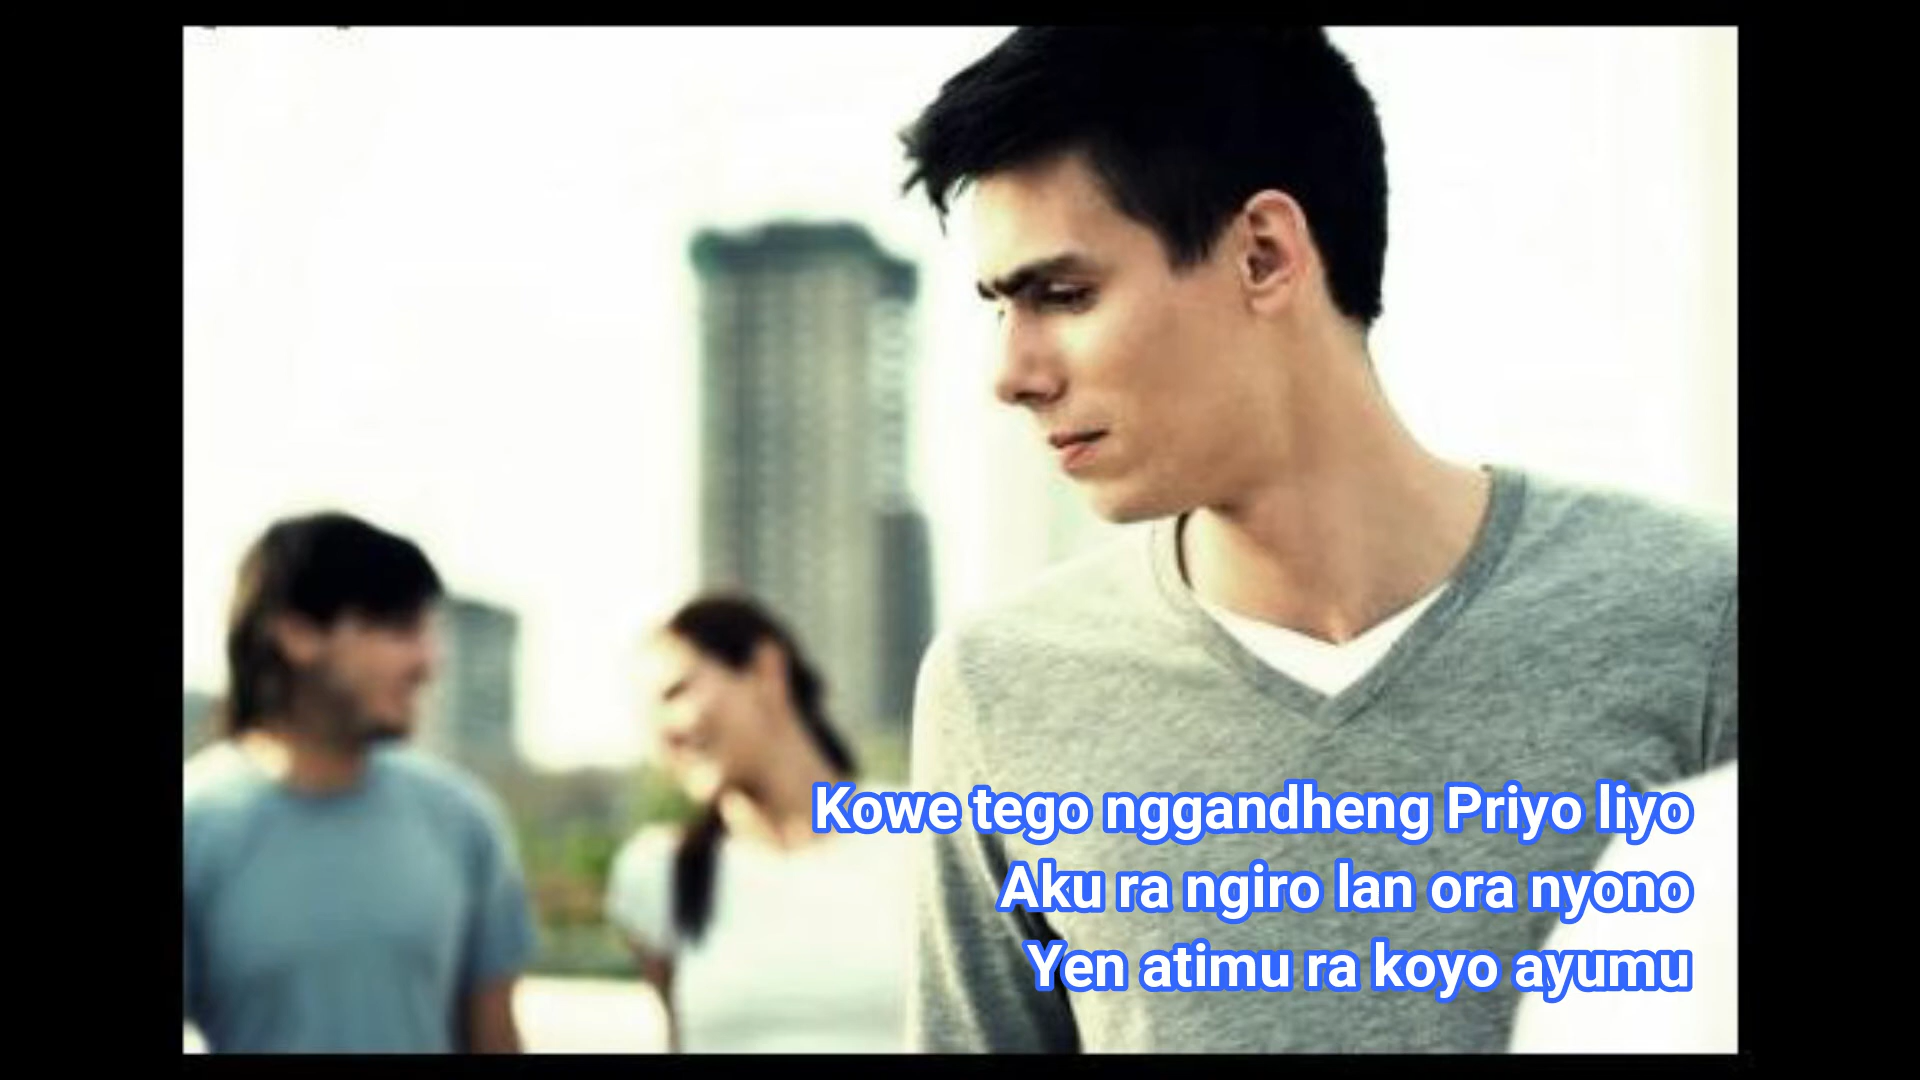 Kowe tego nggandheng Priyo liyo
Aku ra ngiro lan ora nyono
Yen atimu ra koyo ayumu